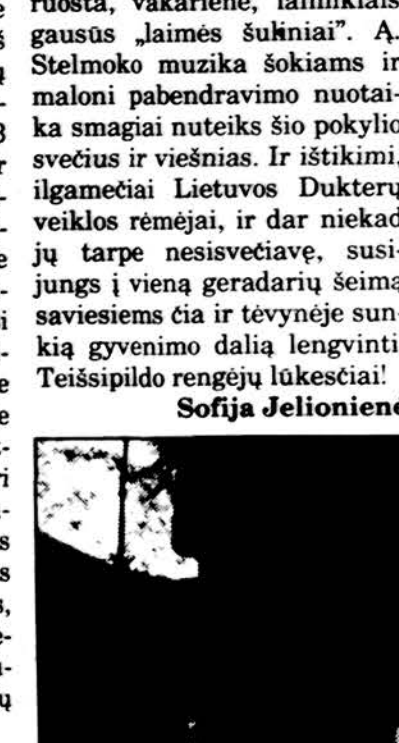 ruošta, vakarienė, laimikiais
gausūs „laimės šukniai”. A.
Stelmoko muzika šokiams ir
maloni pabendravimo nuotai-
ka smagiai nuteiks šio pokylio
svečius ir viešnias. Ir ištikimi,
ilgamečiai Lietuvos Dukterų
veiklos rėmėjai, ir dar niekad
jų tarpe nesisvečiavę, susi-
jungs į vieną geradarių šeimą
saviesiems čia ir tėvynėje sun-
kią gyvenimo dalią lengvinti
Teišsipildo rengėjų lūkesčiai!
Sofija Jelionienė